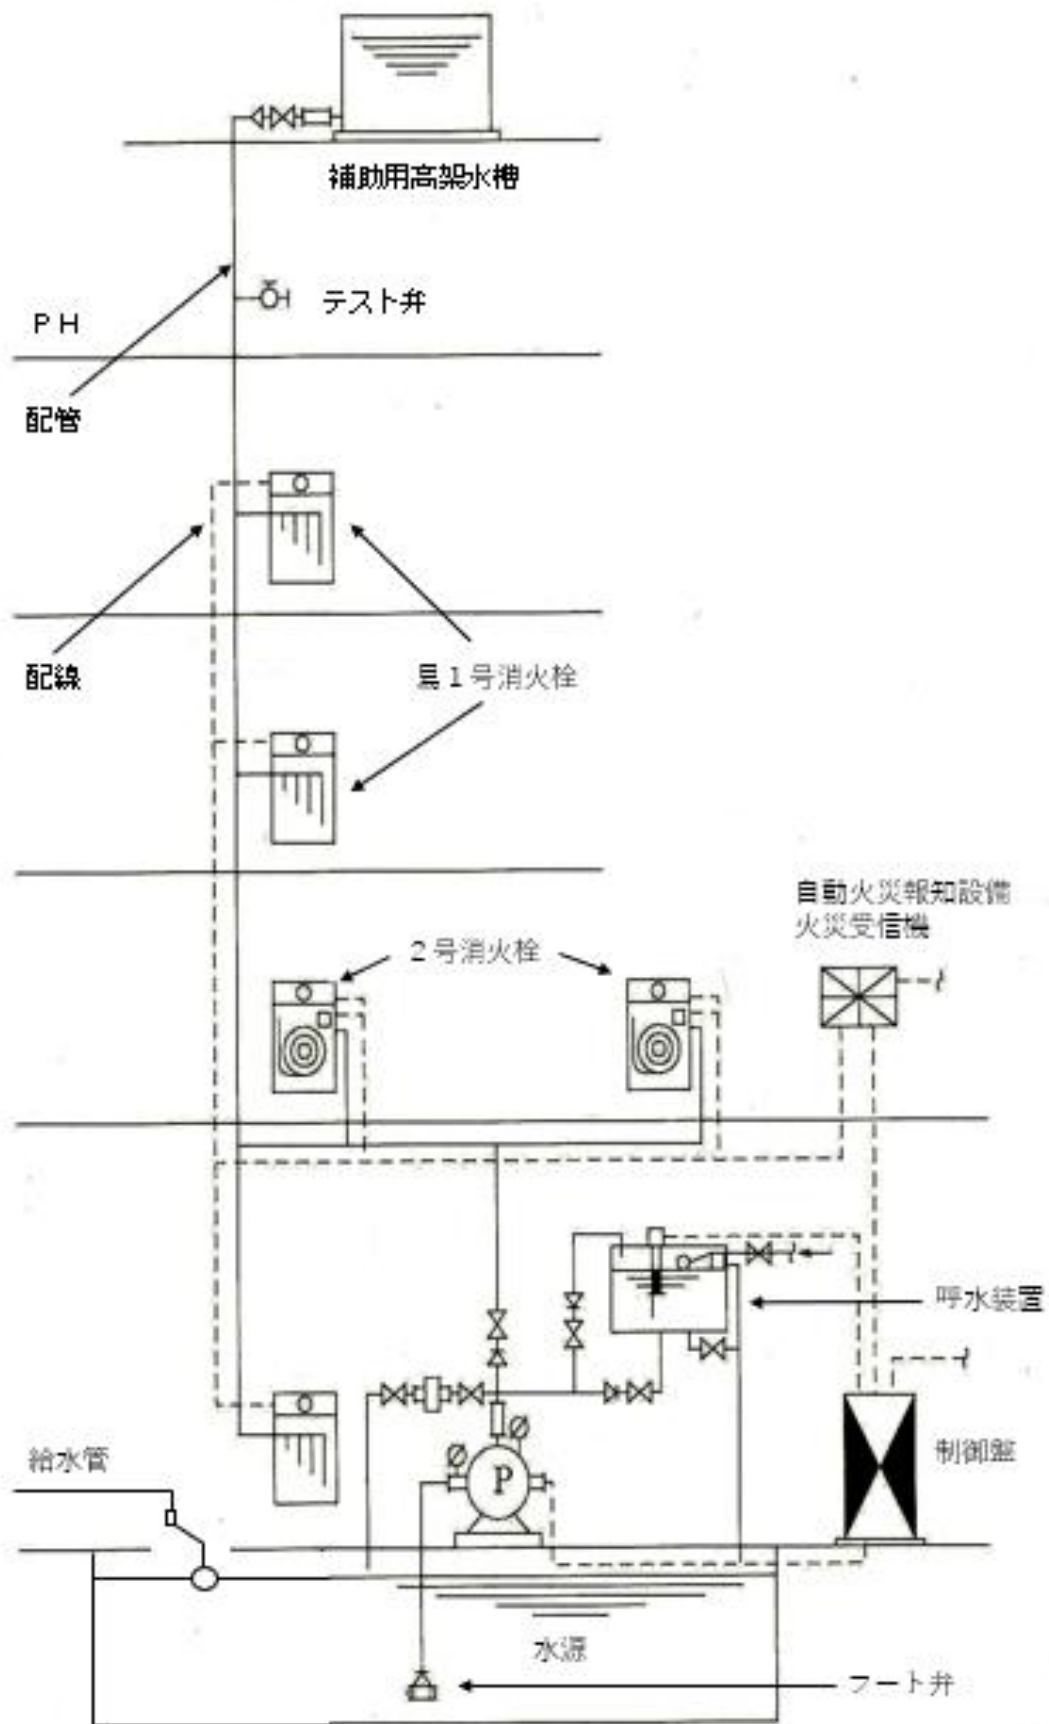 補助用高架水槽
テスト弁
ＰＨ
配管
配線
易１号消火栓
自動火災報知設備
火災受信機
２号消火栓
呼水装置
給水管
P
制御盤
水源
フート弁